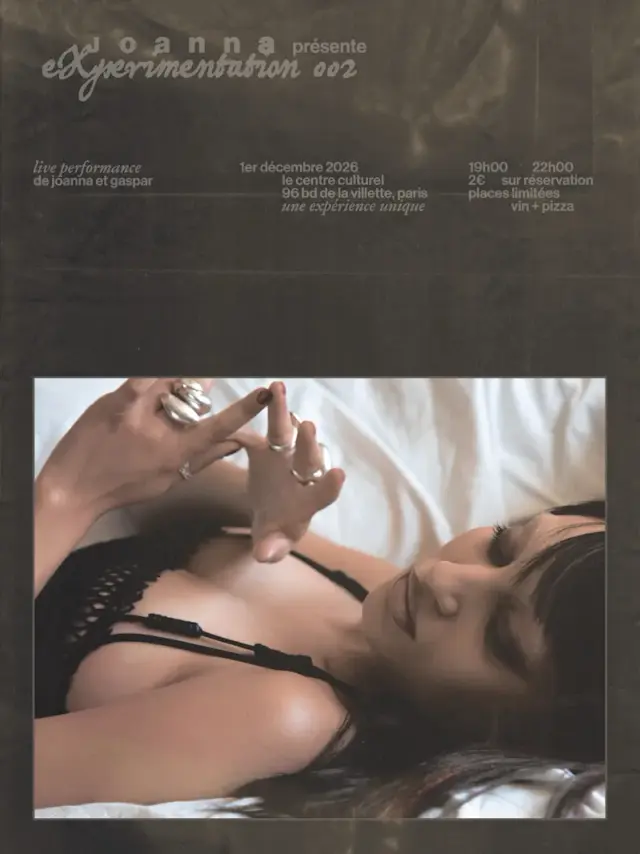 joanna présente
eXperimentation 002
live performance
de joanna et gaspar
1er décembre 2026
le centre culturel
96 bd de la villette, paris
une expérience unique
19h00 22h00
2€ sur réservation
places limitées
vin + pizza